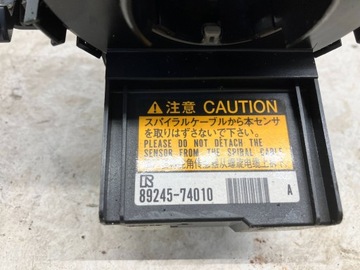 注意 CAUTION
スパイラルケーブルから本センサ
を取りはずさないで下さい。
PLEASE DO NOT DETACH THE
SENSOR FROM THE SPIRAL CABLE
89245-74010
A